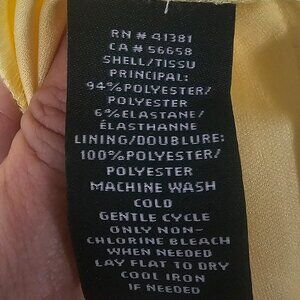 RN # 41381
CA # 56658
SHELL/TISSU
PRINCIPAL:
94%POLYESTER/
POLYESTER
6%ELASTANE/
ÉLASTHANNE
LINING/DOUBLURE:
100%POLYESTER/
POLYESTER
MACHINE WASH
COLD
GENTLE CYCLE
ONLY NON-
CHLORINE BLEACH
WHEN NEEDED
LAY FLAT TO DRY
COOL IRON
IF NEEDED